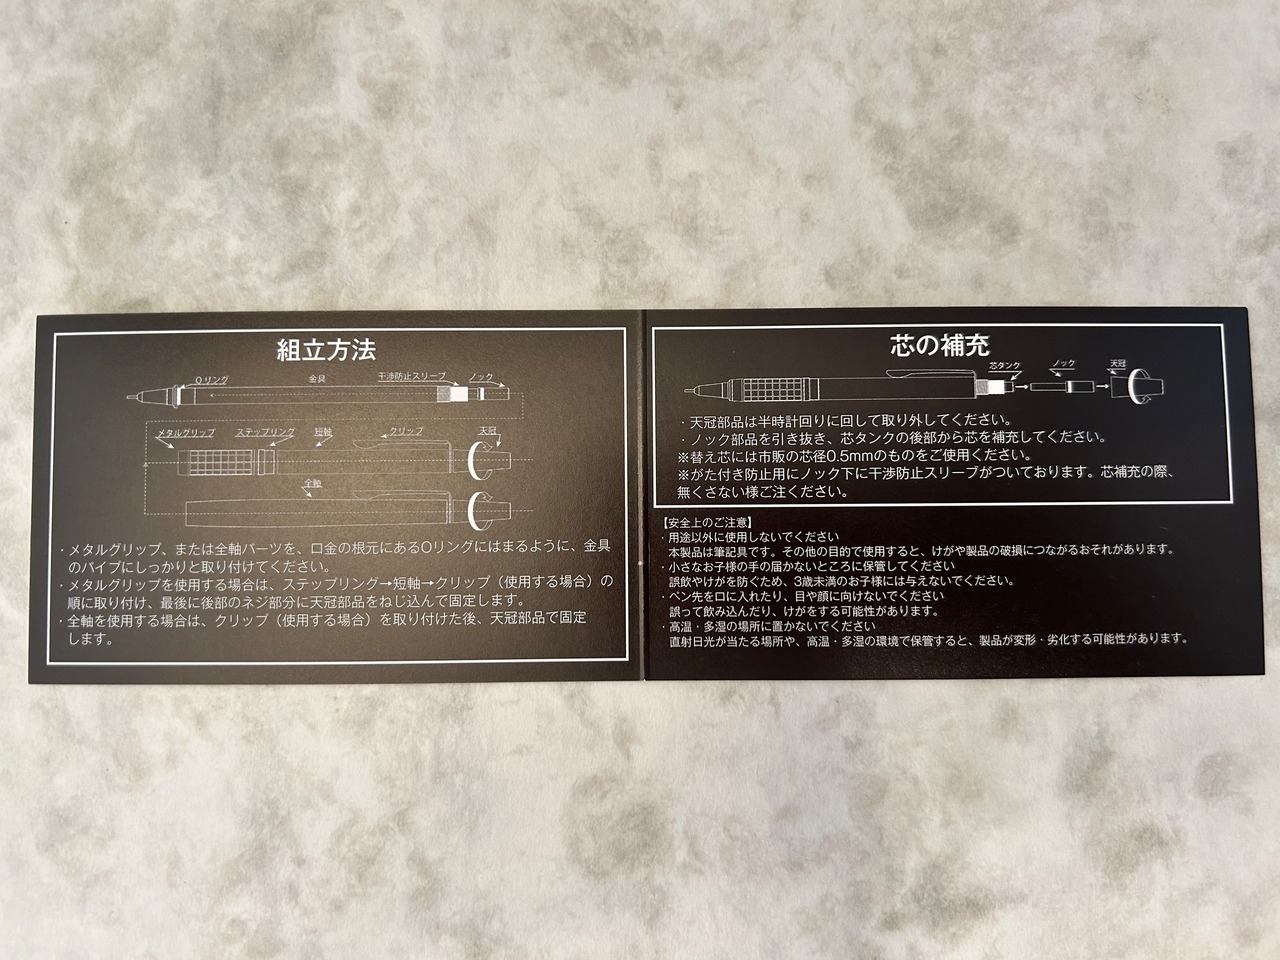 組立方法
Oリング
金具
干渉防止スリーブ
ノック
メタルグリップ
ステップリング
短軸
クリップ
天冠
全軸
・メタルグリップ、または全軸パーツを、口金の根元にあるOリングにはまるように、金具
のパイプにしっかりと取り付けてください。
・メタルグリップを使用する場合は、ステップリング→短軸→クリップ（使用する場合）の
順に取り付け、最後に後部のネジ部分に天冠部品をねじ込んで固定します。
・全軸を使用する場合は、クリップ（使用する場合）を取り付けた後、天冠部品で固定
します。
芯の補充
芯タンク
ノック
天冠
・天冠部品は半時計回りに回して取り外してください。
・ノック部品を引き抜き、芯タンクの後部から芯を補充してください。
※替え芯には市販の芯径0.5mmのものをご使用ください。
※がた付き防止用にノック下に干渉防止スリーブがついております。芯補充の際、
無くさない様ご注ください。
【安全上のご注意】
・用途以外に使用しないでください
本製品は筆記具です。その他の目的で使用すると、けがや製品の破損につながるおそれがあります。
・小さなお子様の手の届かないところに保管してください
誤飲やけがを防ぐため、3歳未満のお子様には与えないでください。
・ペン先を口に入れたり、目や顔に向けないでください
誤って飲み込んだり、けがをする可能性があります。
・高温・多湿の場所に置かないでください
直射日光が当たる場所や、高温・多湿の環境で保管すると、製品が変形・劣化する可能性があります。